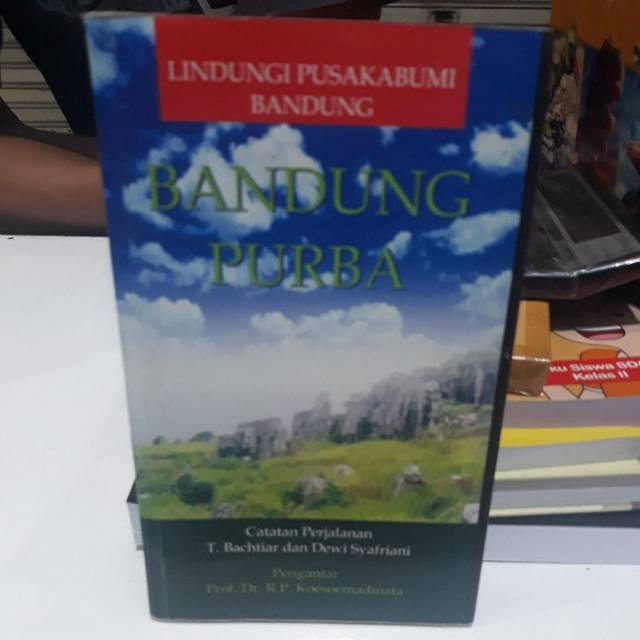 LINDUNGI PUSAKABUMI
BANDUNG
BANDUNG
PURBA
Catatan Perjalanan
T. Bachtiar dan Dewi Syafriani
Pengantar
Prof. Dr. R.P. Koesoemadinata
ku Siswa SD
Kelas II